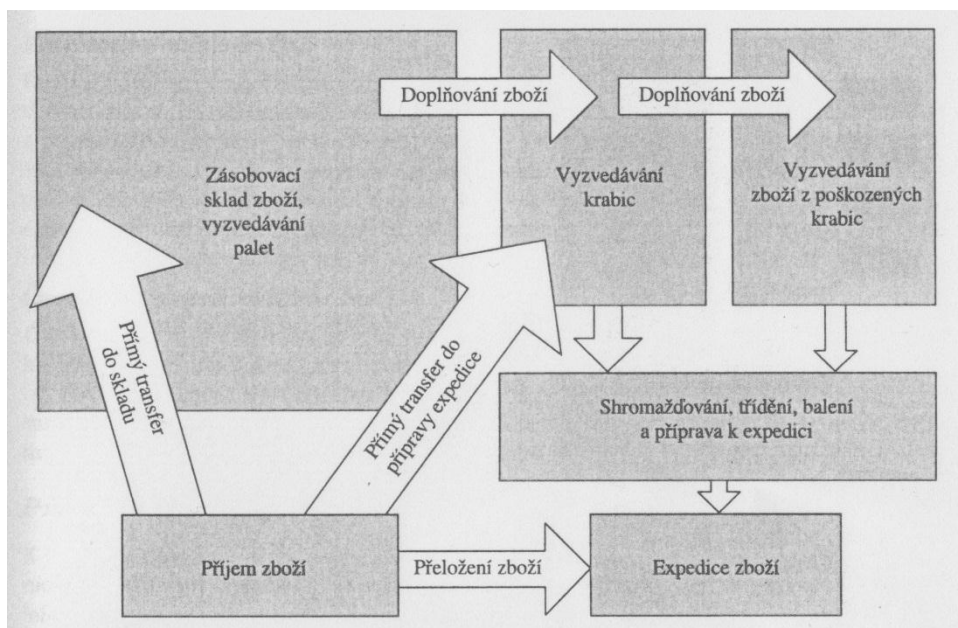 Doplňování zboží
Doplňování zboží
Zásobovací
sklad zboží,
vyzvedávání
palet
Vyzvedávání
krabic
Vyzvedávání
zboží z poškozených
krabic
Přímý transfer
do skladu
Přímý transfer do
přípravy expedice
Shromažďování, třídění, balení
a příprava k expedici
Příjem zboží
Přeložení zboží
Expedice zboží